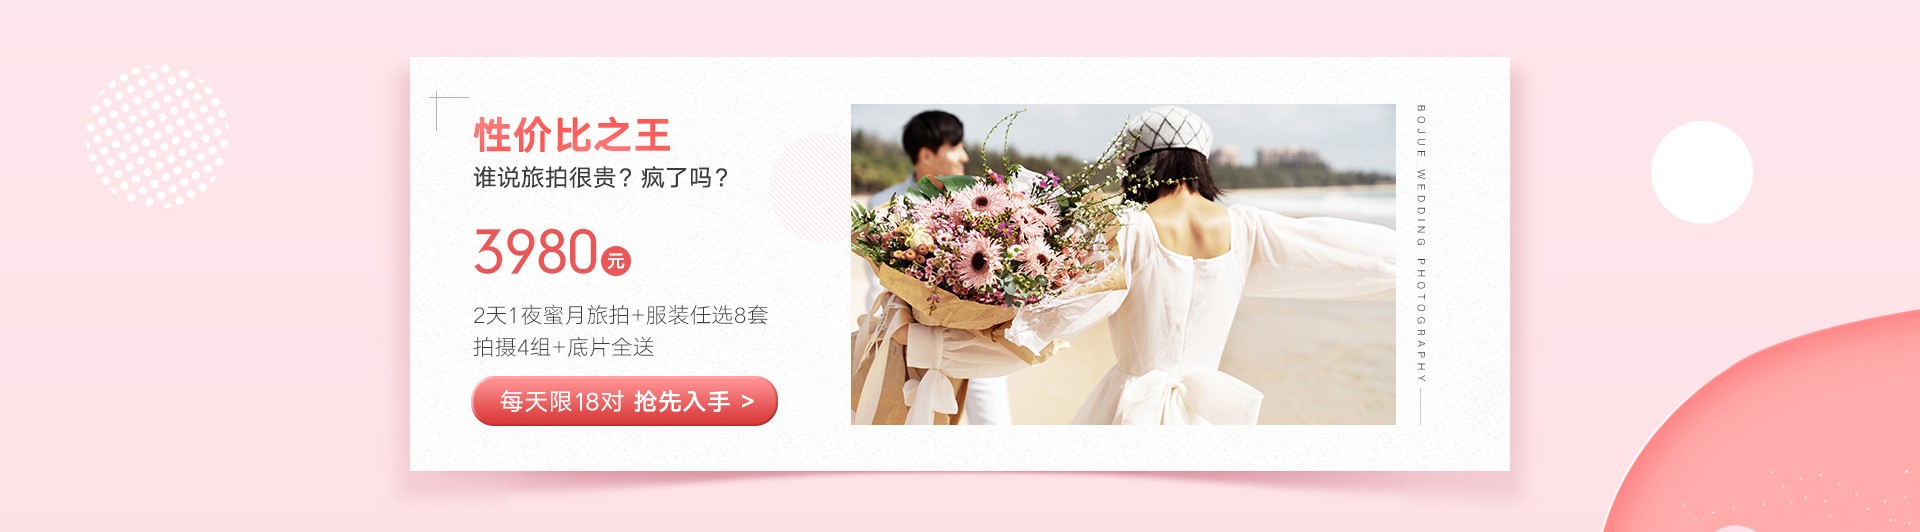 性价比之王
谁说旅拍很贵？疯了吗？
3980元
2天1夜蜜月旅拍+服装任选8套
拍摄4组+底片全送
每天限18对 抢先入手 >
BOJUE WEDDING PHOTOGRAPHY